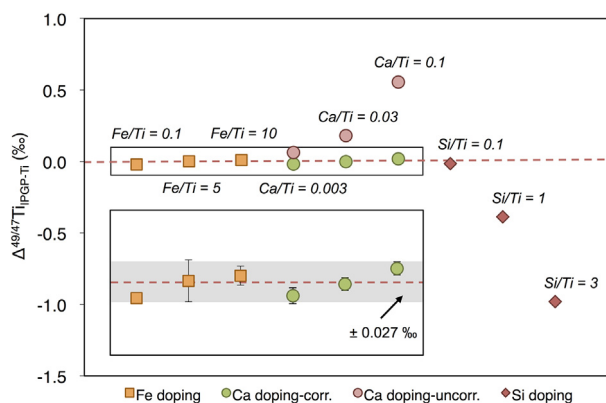 1.0
Ca/Ti = 0.1
0.5
Ca/Ti = 0.03
Fe/Ti = 0.1
Fe/Ti = 10
Si/Ti = 0.1
0.0
Fe/Ti = 5
Ca/Ti = 0.003
Si/Ti = 1
-0.5
Si/Ti = 3
-1.0
± 0.027 ‰
-1.5
Δ49/47TiIPGP-Ti (‰)
Fe doping
Ca doping-corr.
Ca doping-uncorr.
Si doping